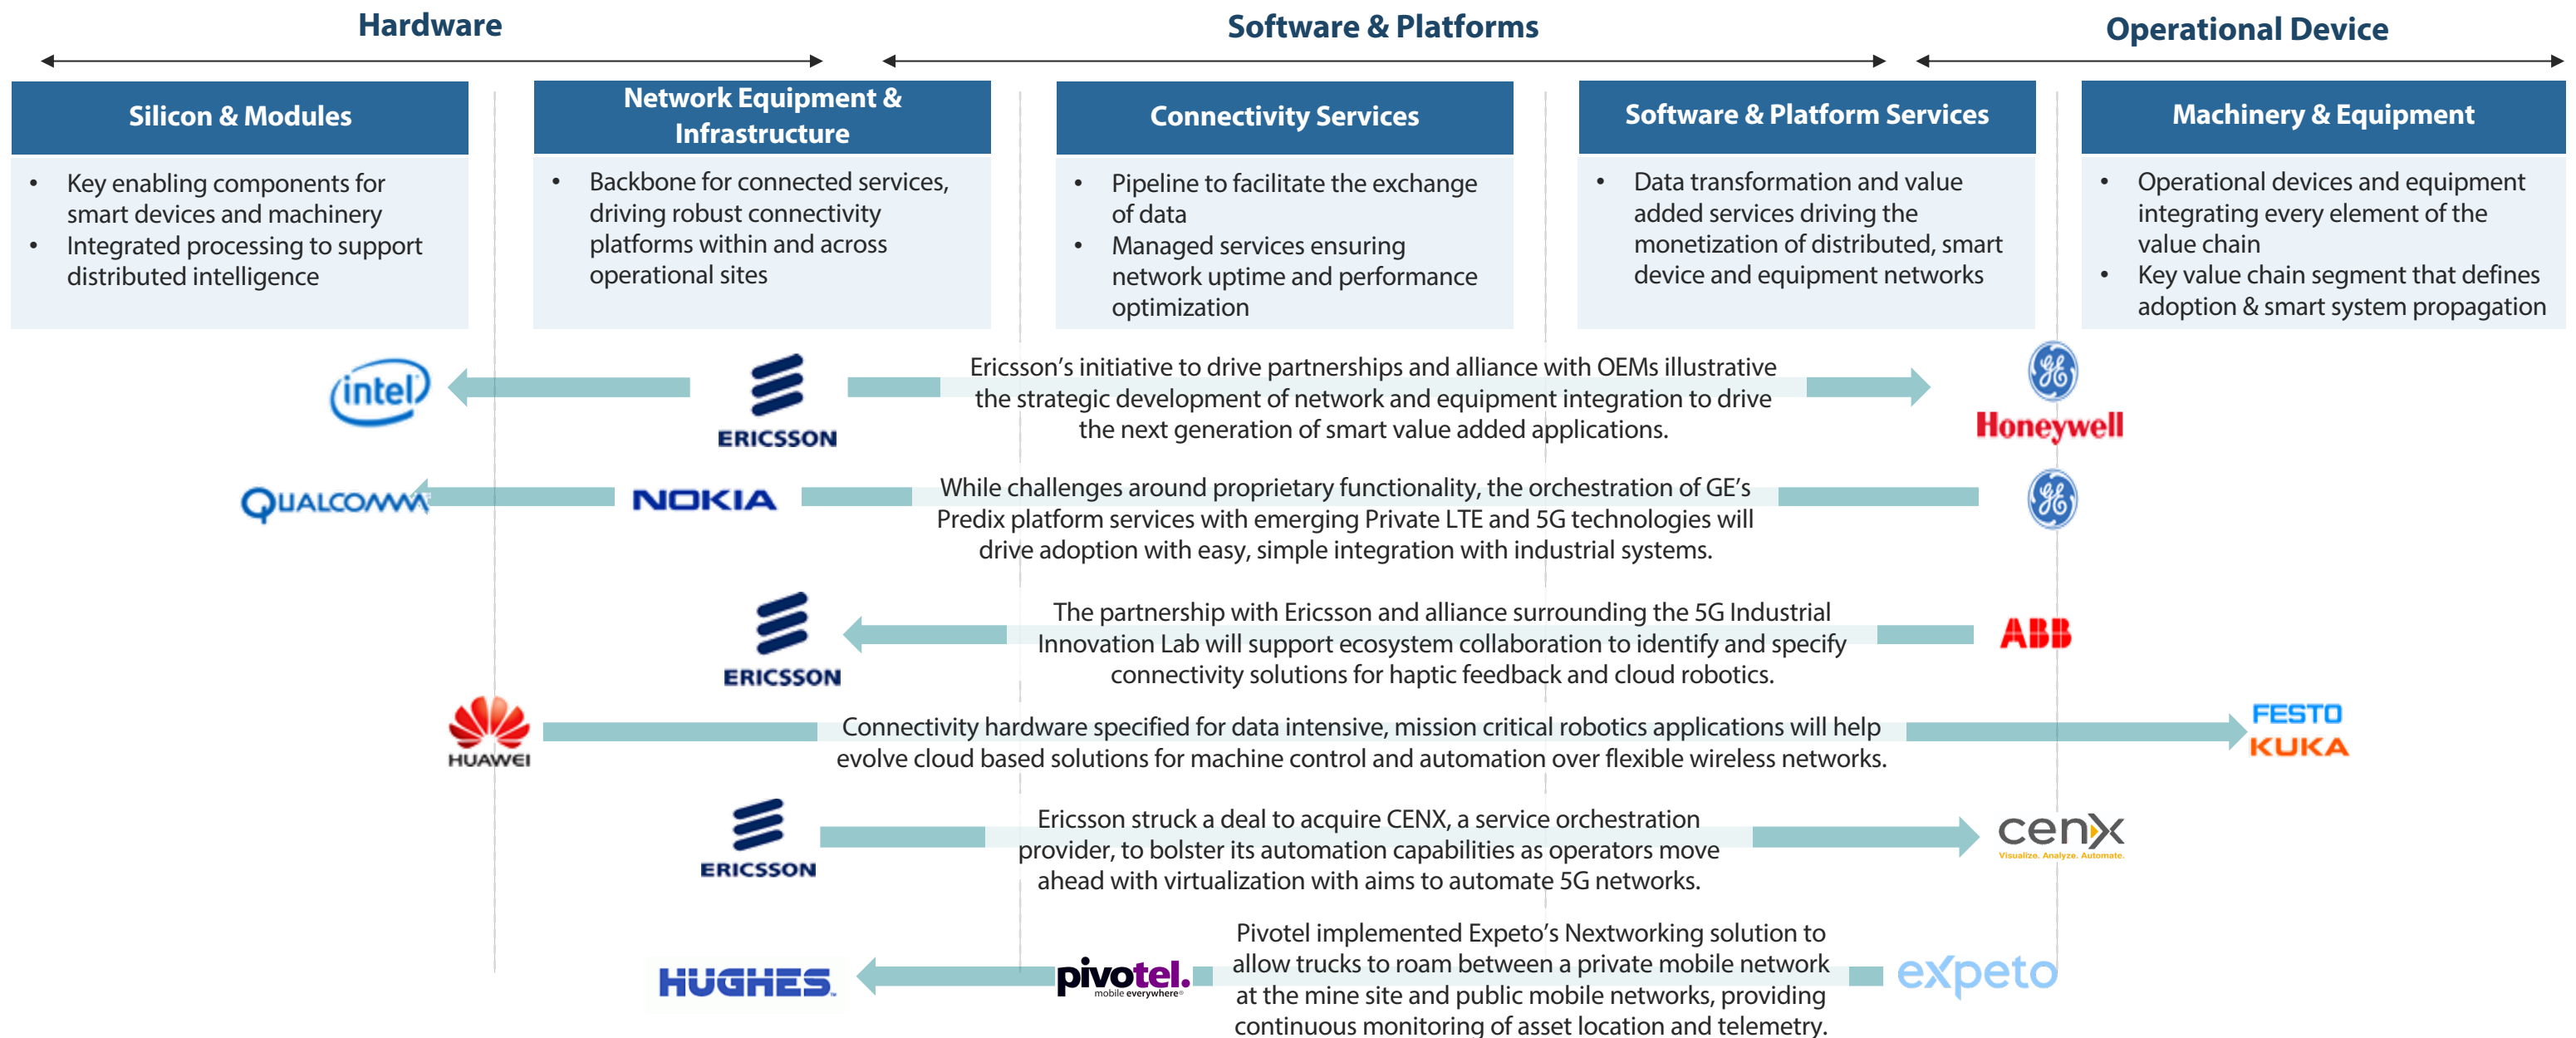 Hardware
Software & Platforms
Operational Device
Silicon & Modules
• Key enabling components for
smart devices and machinery
• Integrated processing to support
distributed intelligence
Network Equipment &
Infrastructure
• Backbone for connected services,
driving robust connectivity
platforms within and across
operational sites
Connectivity Services
• Pipeline to facilitate the exchange
of data
• Managed services ensuring
network uptime and performance
optimization
Software & Platform Services
• Data transformation and value
added services driving the
monetization of distributed, smart
device and equipment networks
Machinery & Equipment
• Operational devices and equipment
integrating every element of the
value chain
• Key value chain segment that defines
adoption & smart system propagation
intel
ERICSSON
Ericsson's initiative to drive partnerships and alliance with OEMs illustrative
the strategic development of network and equipment integration to drive
the next generation of smart value added applications.
GE
Honeywell
QUALCOMM
NOKIA
While challenges around proprietary functionality, the orchestration of GE's
Predix platform services with emerging Private LTE and 5G technologies will
drive adoption with easy, simple integration with industrial systems.
GE
ERICSSON
The partnership with Ericsson and alliance surrounding the 5G Industrial
Innovation Lab will support ecosystem collaboration to identify and specify
connectivity solutions for haptic feedback and cloud robotics.
ABB
HUAWEI
Connectivity hardware specified for data intensive, mission critical robotics applications will help
evolve cloud based solutions for machine control and automation over flexible wireless networks.
FESTO
KUKA
ERICSSON
Ericsson struck a deal to acquire CENX, a service orchestration
provider, to bolster its automation capabilities as operators move
ahead with virtualization with aims to automate 5G networks.
cenx
Visualize. Analyze. Automate.
HUGHES
pivotel.
mobile everywhere®
Pivotel implemented Expeto's Nextworking solution to
allow trucks to roam between a private mobile network
at the mine site and public mobile networks, providing
continuous monitoring of asset location and telemetry.
expeto